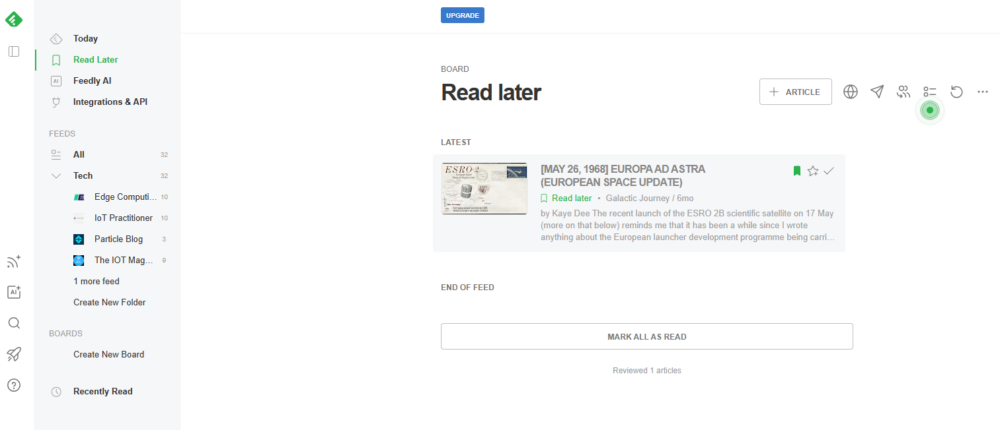 UPGRADE
Today
Read Later
AI Feedly AI
Integrations & API
FEEDS
All 32
Tech 32
Edge Computi... 10
IoT Practitioner 10
Particle Blog 3
The IOT Mag... 9
1 more feed
Create New Folder
BOARDS
Create New Board
Recently Read
AI
BOARD
Read later
ARTICLE
LATEST
ESRO-2
[MAY 26, 1968] EUROPA AD ASTRA
(EUROPEAN SPACE UPDATE)
Read later • Galactic Journey / 6mo
by Kaye Dee The recent launch of the ESRO 2B scientific satellite on 17 May
(more on that below) reminds me that it has been a while since I wrote
anything about the European launcher development programme being carri...
END OF FEED
MARK ALL AS READ
Reviewed 1 articles